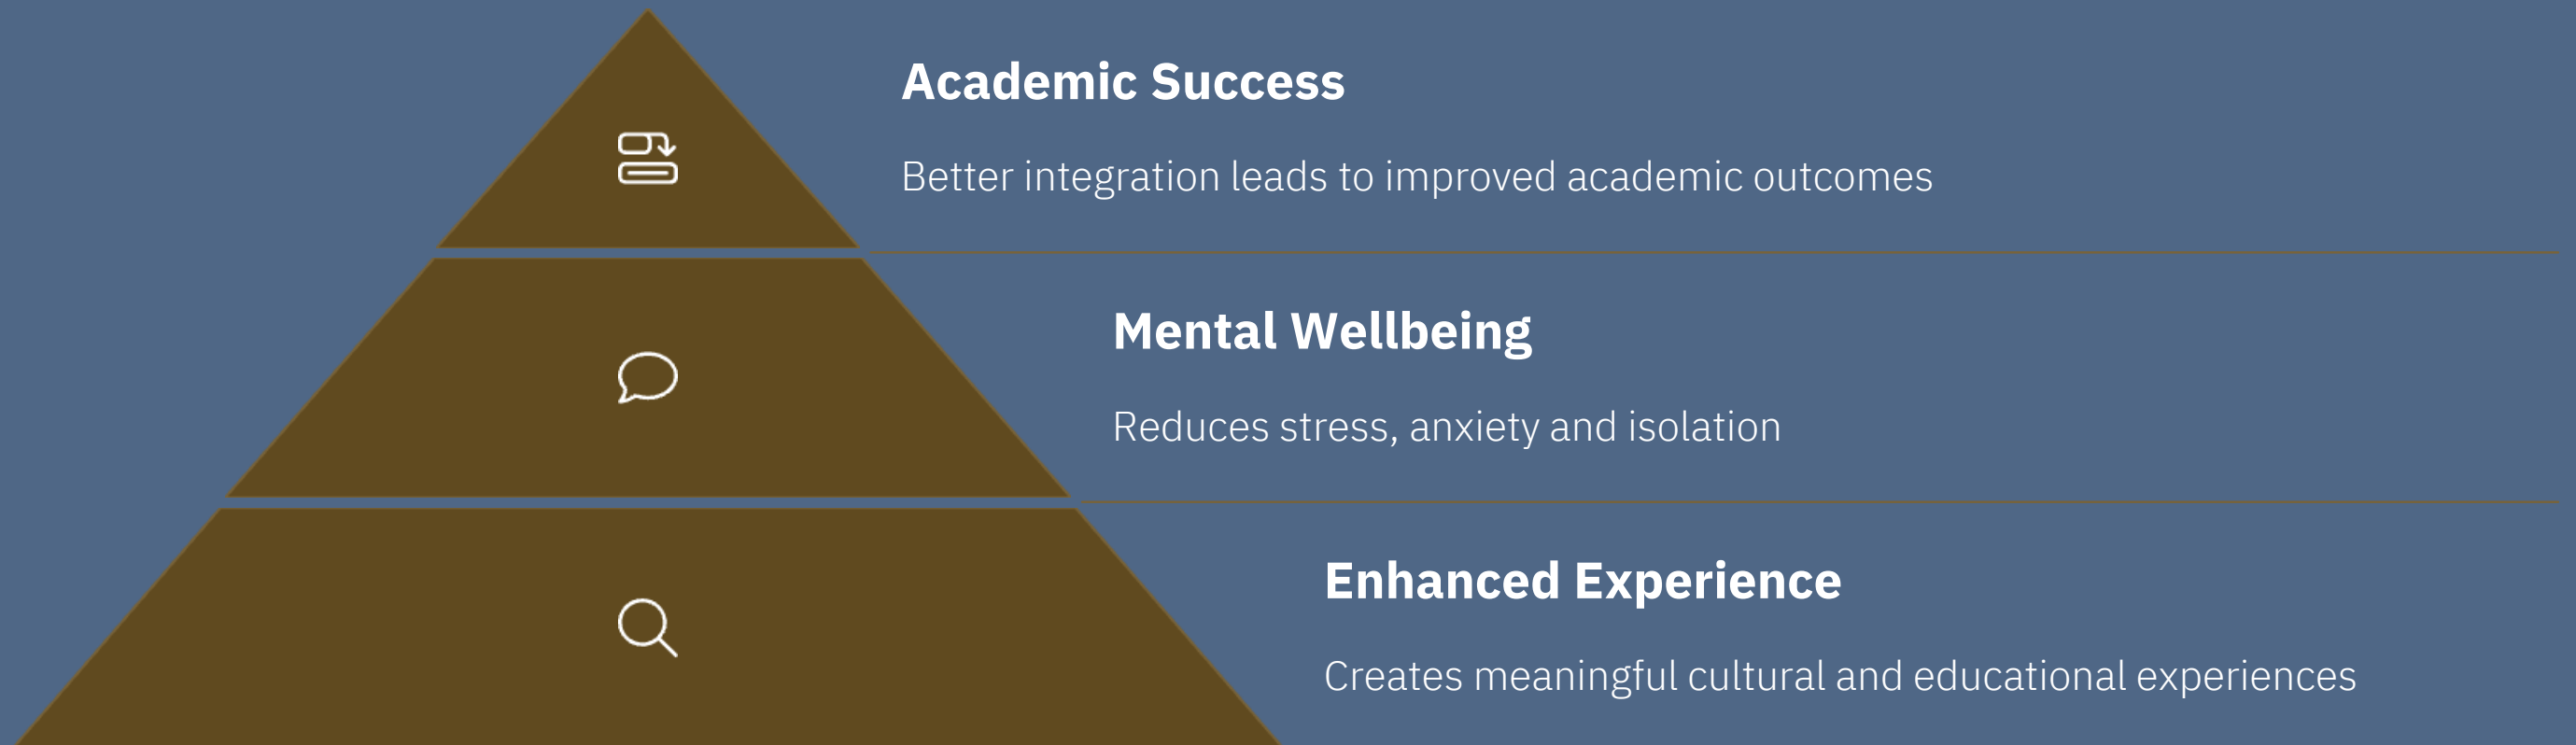 Academic Success
Better integration leads to improved academic outcomes
Mental Wellbeing
Reduces stress, anxiety and isolation
Enhanced Experience
Creates meaningful cultural and educational experiences